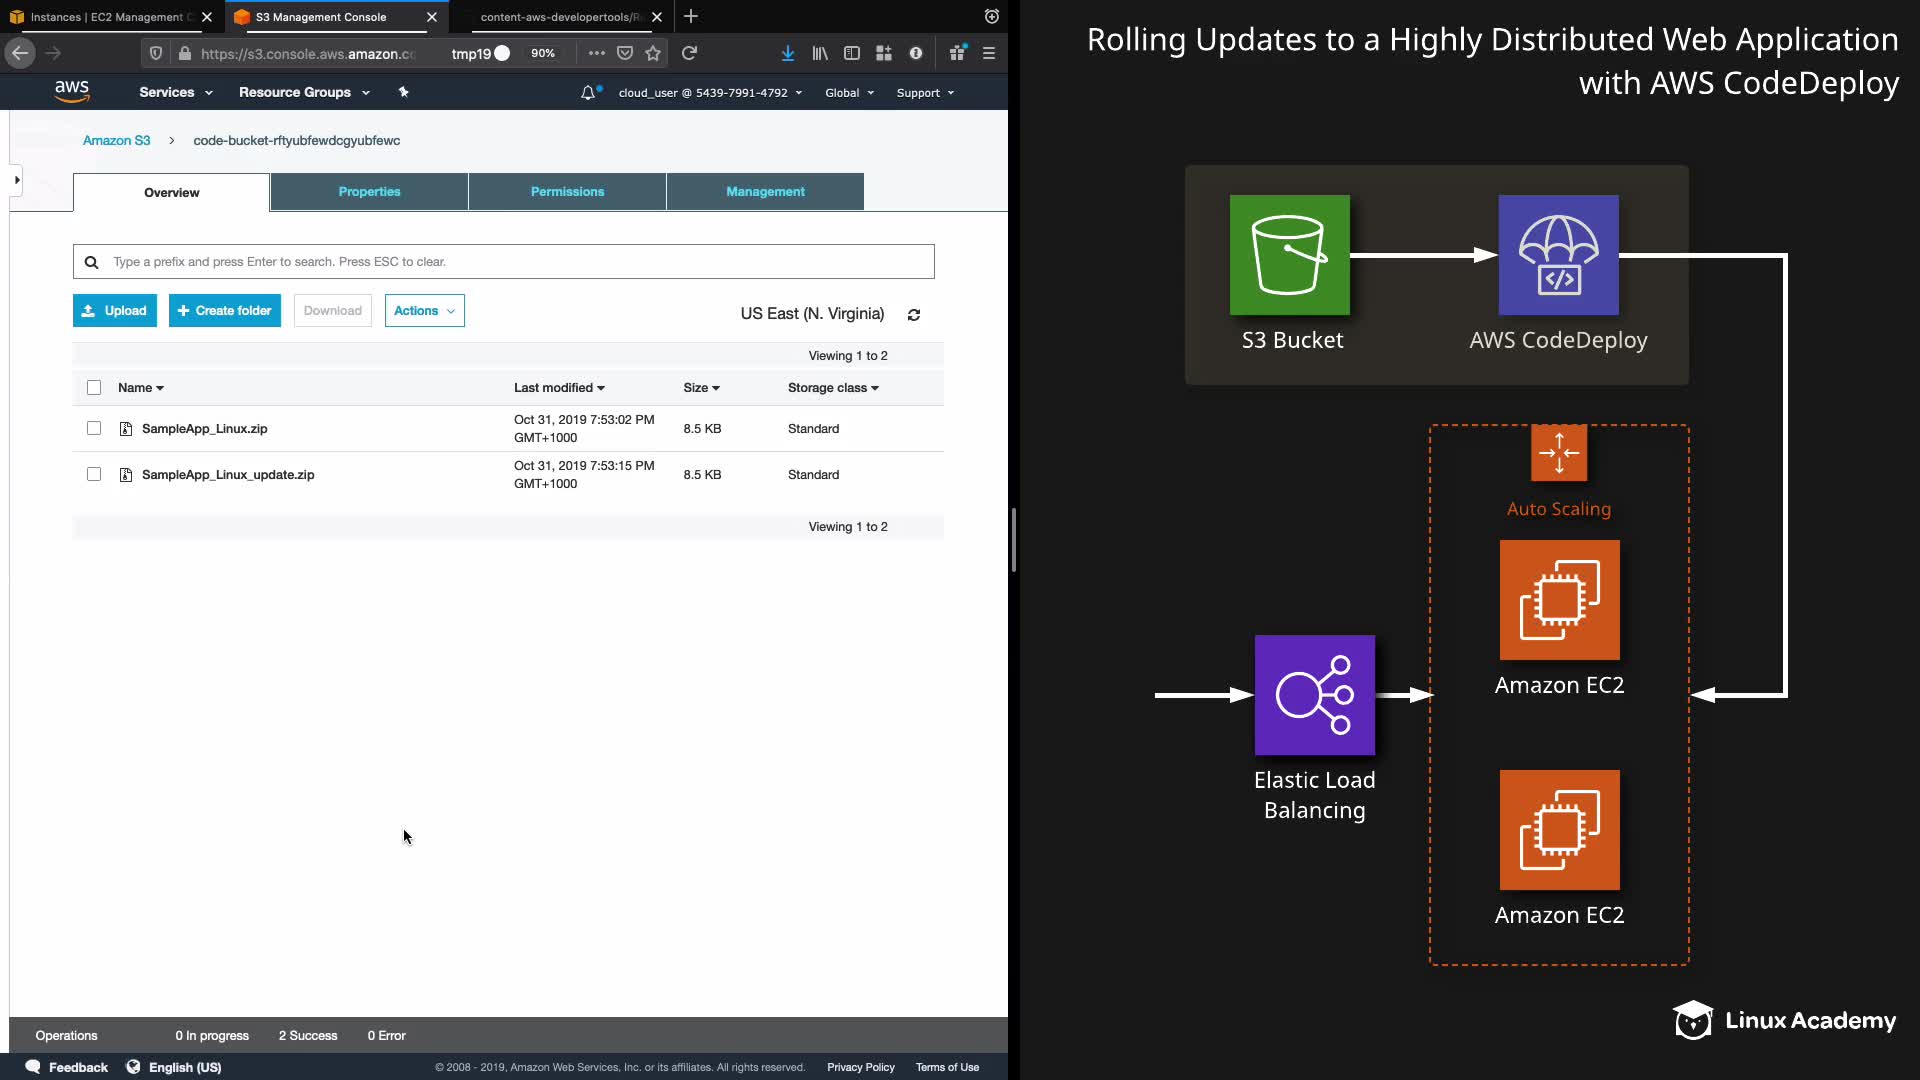 Instances | EC2 Management C
S3 Management Console
content-aws-developertools/R
https://s3.console.aws.amazon.co
tmp19
90%
aws
Services
Resource Groups
cloud_user @ 5439-7991-4792
Global
Support
Amazon S3 > code-bucket-rftyubfewdcgyubfewc
Overview
Properties
Permissions
Management
Type a prefix and press Enter to search. Press ESC to clear.
Upload
+ Create folder
Download
Actions
US East (N. Virginia)
Viewing 1 to 2
Name
Last modified
Size
Storage class
SampleApp_Linux.zip
Oct 31, 2019 7:53:02 PM
GMT+1000
8.5 KB
Standard
SampleApp_Linux_update.zip
Oct 31, 2019 7:53:15 PM
GMT+1000
8.5 KB
Standard
Viewing 1 to 2
Operations
0 In progress
2 Success
0 Error
Feedback
English (US)
© 2008 - 2019, Amazon Web Services, Inc. or its affiliates. All rights reserved.
Privacy Policy
Terms of Use
Rolling Updates to a Highly Distributed Web Application
with AWS CodeDeploy
S3 Bucket
</>
AWS CodeDeploy
Auto Scaling
Amazon EC2
Elastic Load
Balancing
Amazon EC2
Linux Academy